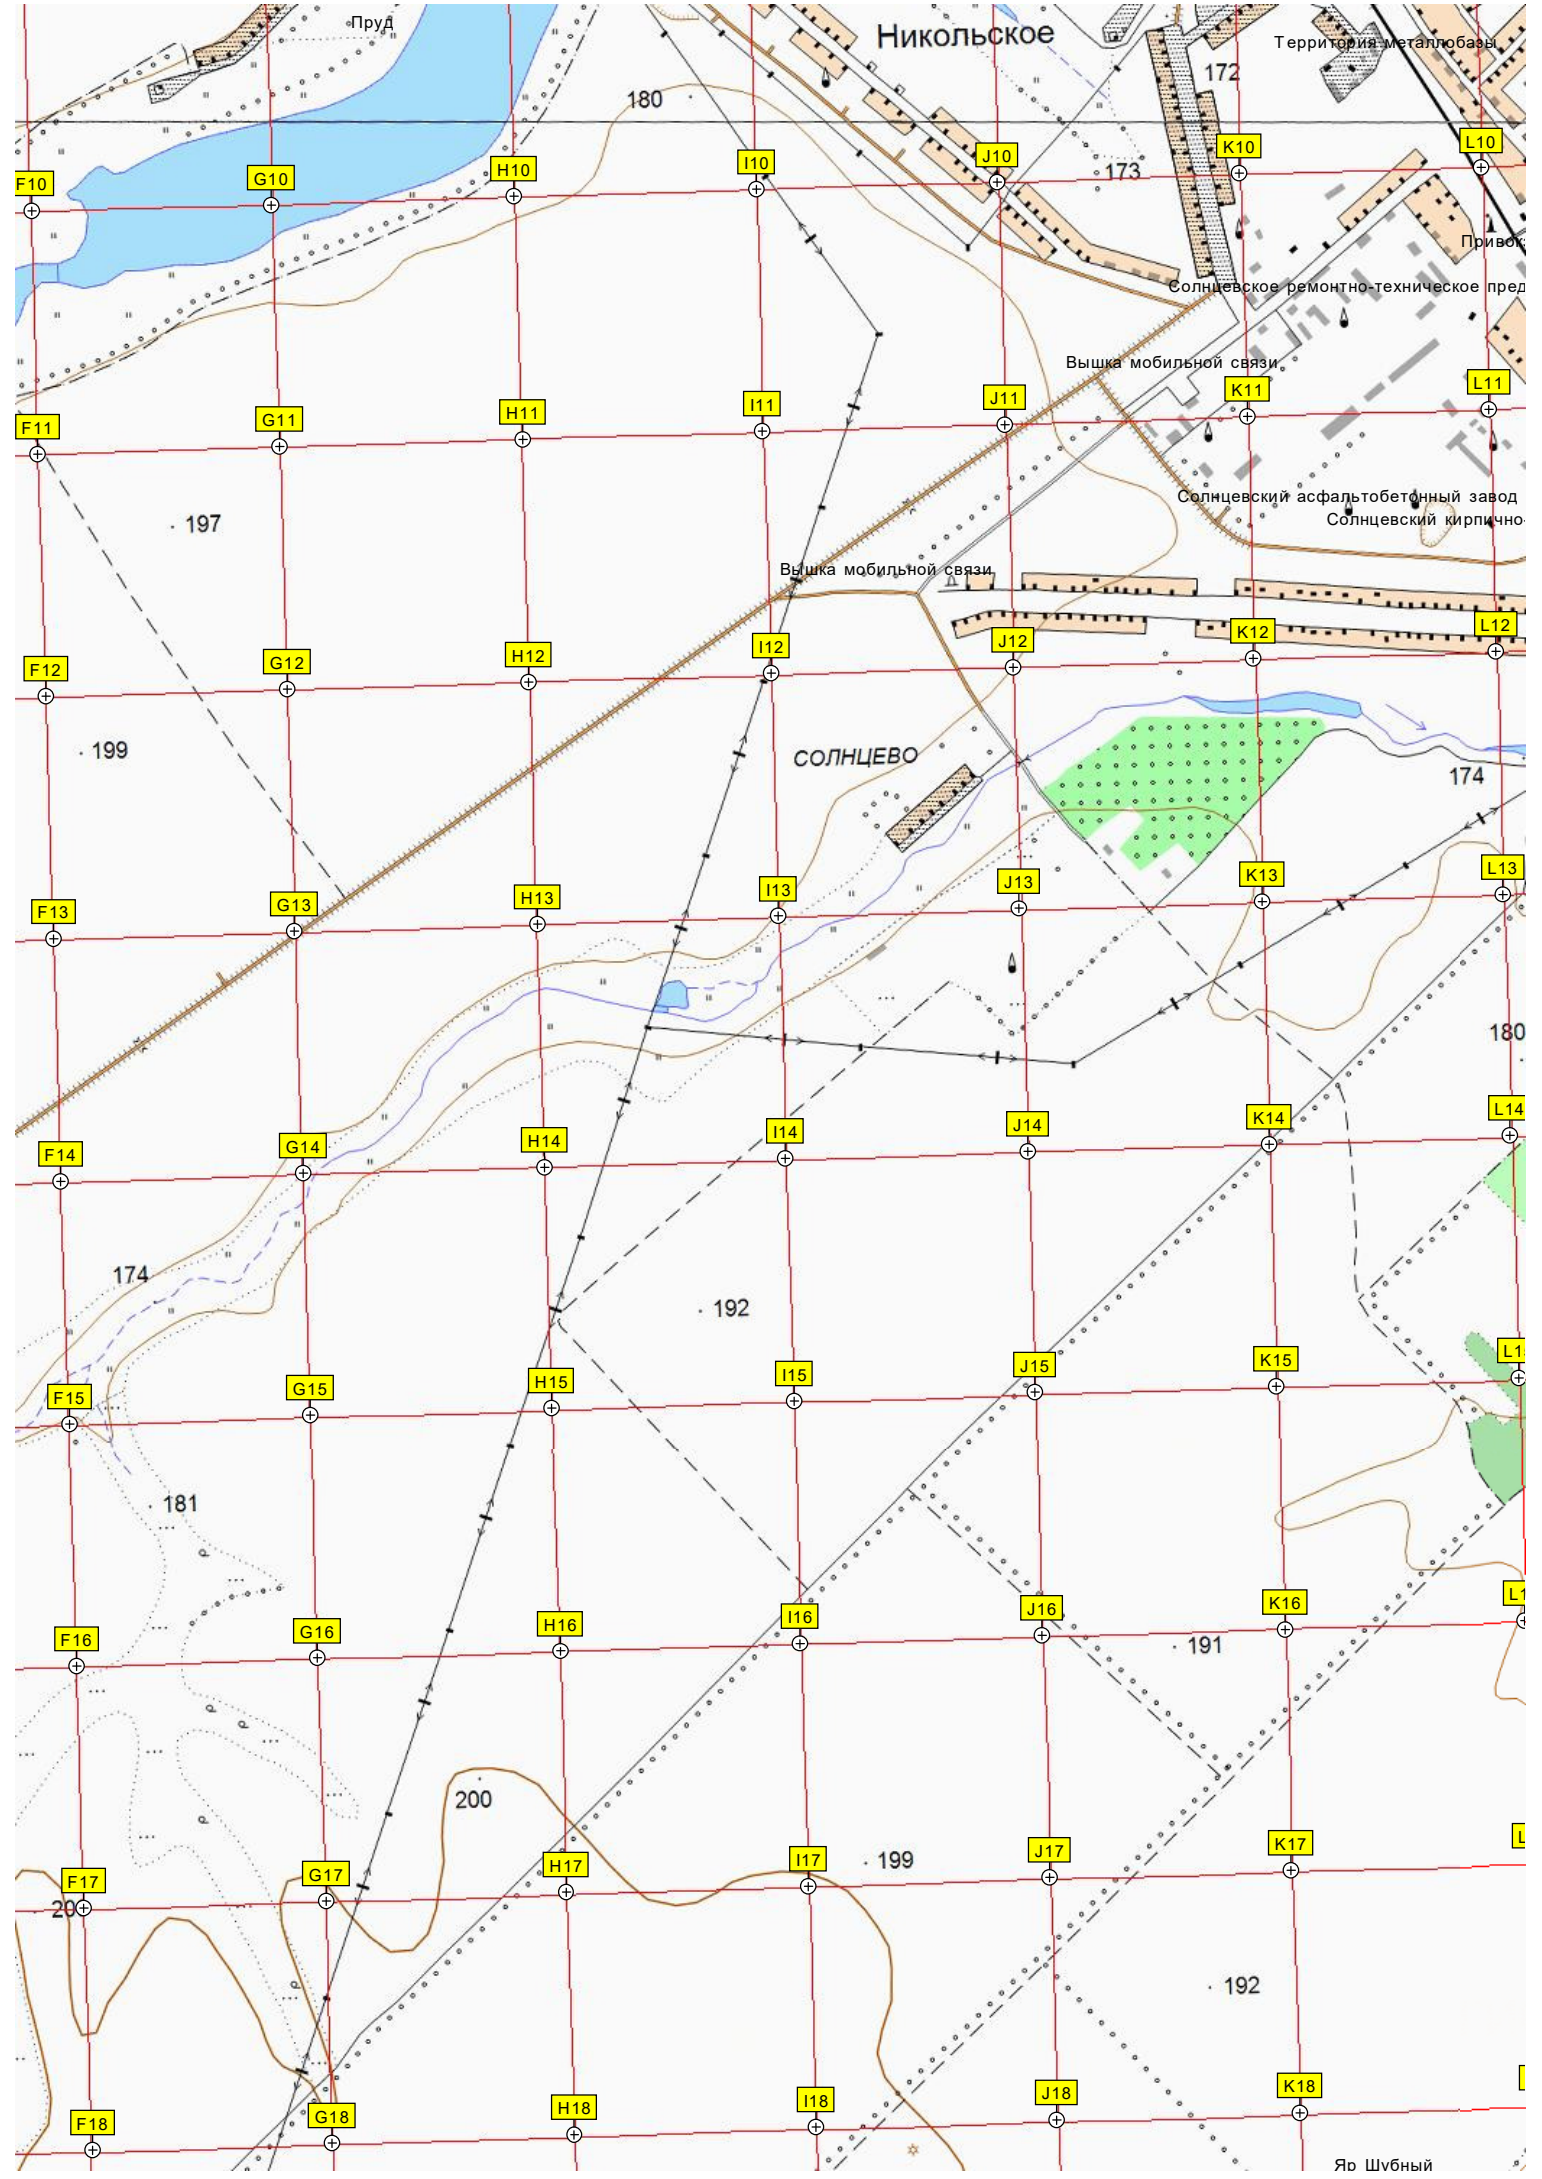 Пруд
Никольское
Территория металлобазы
172
180
K10
L10
I10
J10
H10
173
G10
F10
Привок
Солнцевское ремонтно-техническое пред
Вышка мобильной связи
L11
K11
J11
I11
H11
G11
F11
Солнцевский асфальтобетонный завод
197
Солнцевский кирпично-
Вышка мобильной связи
L12
K12
J12
I12
H12
G12
F12
199
СОЛНЦЕВО
174
L13
K13
J13
I13
H13
G13
F13
180
L14
K14
J14
I14
H14
G14
F14
174
192
L1
K15
J15
I15
H15
G15
F15
181
L1
K16
J16
I16
H16
G16
F16
191
200
L
K17
J17
I17
199
H17
G17
F17
20
192
K18
J18
I18
H18
G18
F18
Яр Шубный